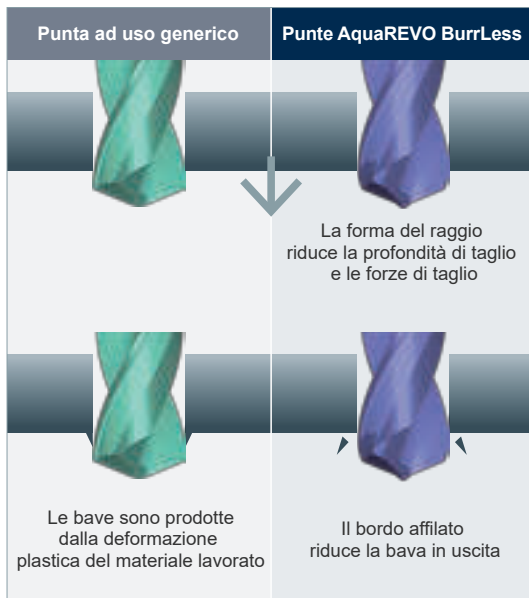 Punta ad uso generico
Punte AquaREVO BurrLess
La forma del raggio
riduce la profondità di taglio
e le forze di taglio
Le bave sono prodotte
dalla deformazione
plastica del materiale lavorato
Il bordo affilato
riduce la bava in uscita